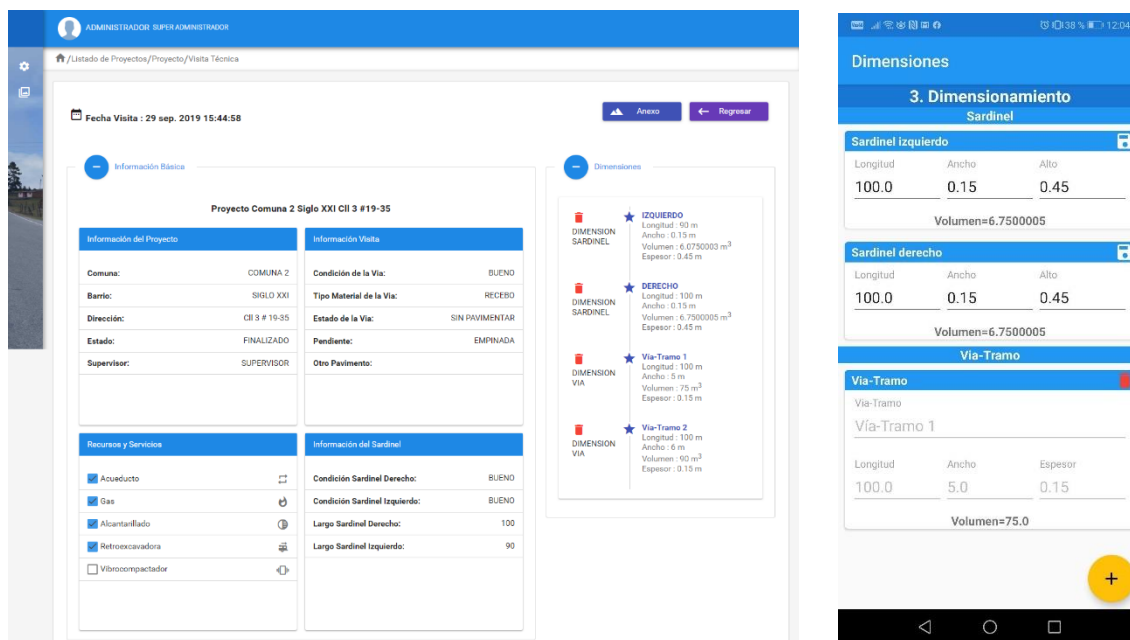 ADMINISTRADOR SUPER ADMINISTRADOR
/Listado de Proyectos/Proyecto/Visita Técnica
Fecha Visita : 29 sep. 2019 15:44:58
Anexo
Regresar
Información Básica
Proyecto Comuna 2 Siglo XXI Cll 3 #19-35
Información del Proyecto
Comuna: COMUNA 2
Barrio: SIGLO XXI
Dirección: Cll 3 # 19-35
Estado: FINALIZADO
Supervisor: SUPERVISOR
Información Visita
Condición de la Via: BUENO
Tipo Material de la Via: RECEBO
Estado de la Via: SIN PAVIMENTAR
Pendiente: EMPINADA
Otro Pavimento:
Recursos y Servicios
Acueducto
Gas
Alcantarillado
Retroexcavadora
Vibrocompactador
Información del Sardinel
Condición Sardinel Derecho: BUENO
Condición Sardinel Izquierdo: BUENO
Largo Sardinel Derecho: 100
Largo Sardinel Izquierdo: 90
Dimensiones
DIMENSION SARDINEL
IZQUIERDO
Longitud : 90 m
Ancho : 0.15 m
Volumen : 6.0750003 m3
Espesor : 0.45 m
DIMENSION SARDINEL
DERECHO
Longitud : 100 m
Ancho : 0.15 m
Volumen : 6.7500005 m3
Espesor : 0.45 m
DIMENSION VIA
Vía-Tramo 1
Longitud : 100 m
Ancho : 5 m
Volumen : 75 m3
Espesor : 0.15 m
DIMENSION VIA
Vía-Tramo 2
Longitud : 100 m
Ancho : 6 m
Volumen : 90 m3
Espesor : 0.15 m
38 % 12:04
Dimensiones
3. Dimensionamiento
Sardinel
Sardinel izquierdo
Longitud Ancho Alto
100.0 0.15 0.45
Volumen=6.7500005
Sardinel derecho
Longitud Ancho Alto
100.0 0.15 0.45
Volumen=6.7500005
Via-Tramo
Via-Tramo
Via-Tramo
Vía-Tramo 1
Longitud Ancho Espesor
100.0 5.0 0.15
Volumen=75.0